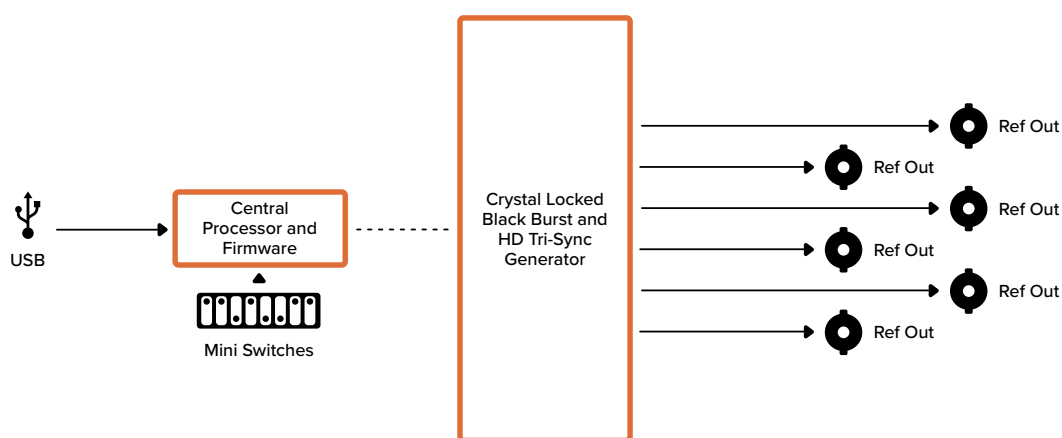 USB
Central
Processor and
Firmware
Mini Switches
Crystal Locked
Black Burst and
HD Tri-Sync
Generator
Ref Out
Ref Out
Ref Out
Ref Out
Ref Out
Ref Out